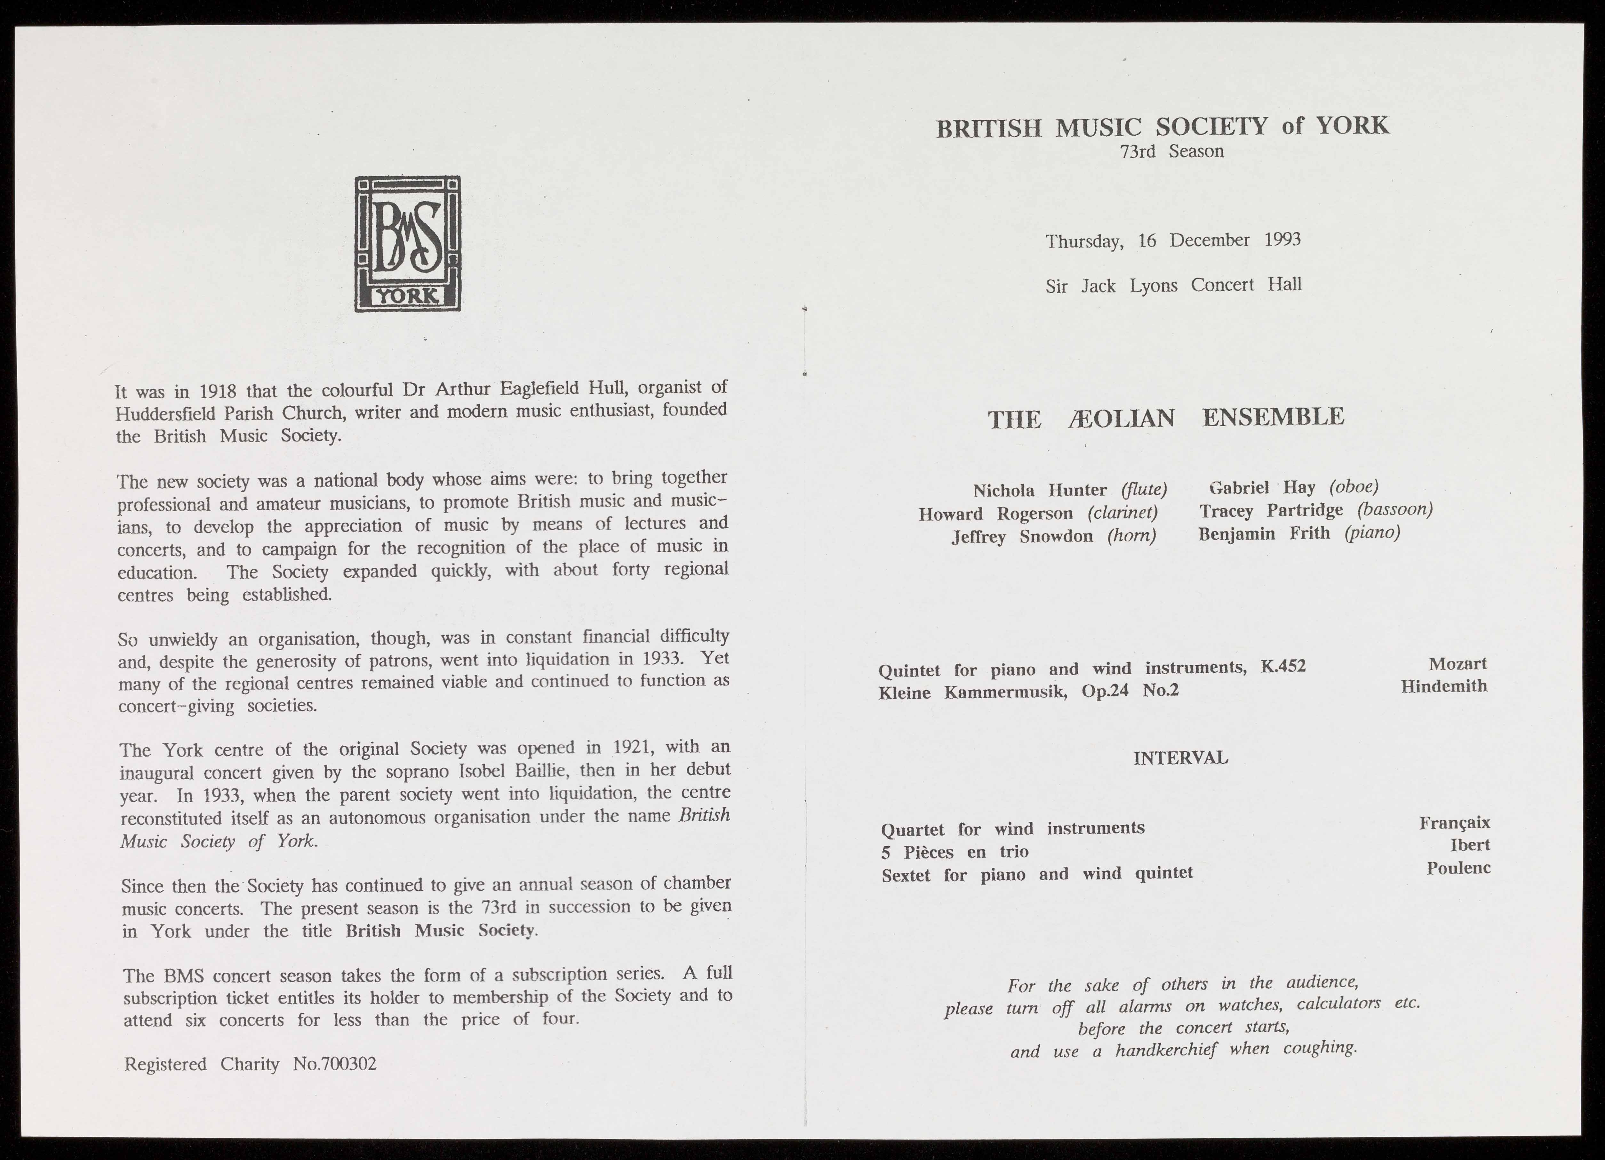 BMS
YORK
It was in 1918 that the colourful Dr Arthur Eaglefield Hull, organist of
Huddersfield Parish Church, writer and modern music enthusiast, founded
the British Music Society.
The new society was a national body whose aims were: to bring together
professional and amateur musicians, to promote British music and music-
ians, to develop the appreciation of music by means of lectures and
concerts, and to campaign for the recognition of the place of music in
education. The Society expanded quickly, with about forty regional
centres being established.
So unwieldy an organisation, though, was in constant financial difficulty
and, despite the generosity of patrons, went into liquidation in 1933. Yet
many of the regional centres remained viable and continued to function as
concert-giving societies.
The York centre of the original Society was opened in 1921, with an
inaugural concert given by the soprano Isobel Baillie, then in her debut
year. In 1933, when the parent society went into liquidation, the centre
reconstituted itself as an autonomous organisation under the name British
Music Society of York.
Since then the Society has continued to give an annual season of chamber
music concerts. The present season is the 73rd in succession to be given
in York under the title British Music Society.
The BMS concert season takes the form of a subscription series. A full
subscription ticket entitles its holder to membership of the Society and to
attend six concerts for less than the price of four.
Registered Charity No.700302
BRITISH MUSIC SOCIETY of YORK
73rd Season
Thursday, 16 December 1993
Sir Jack Lyons Concert Hall
THE ÆOLIAN ENSEMBLE
Nichola Hunter (flute) Gabriel Hay (oboe)
Howard Rogerson (clarinet) Tracey Partridge (bassoon)
Jeffrey Snowdon (horn) Benjamin Frith (piano)
Quintet for piano and wind instruments, K.452 Mozart
Kleine Kammermusik, Op.24 No.2 Hindemith
INTERVAL
Quartet for wind instruments Françaix
5 Pièces en trio Ibert
Sextet for piano and wind quintet Poulenc
For the sake of others in the audience,
please turn off all alarms on watches, calculators etc.
before the concert starts,
and use a handkerchief when coughing.